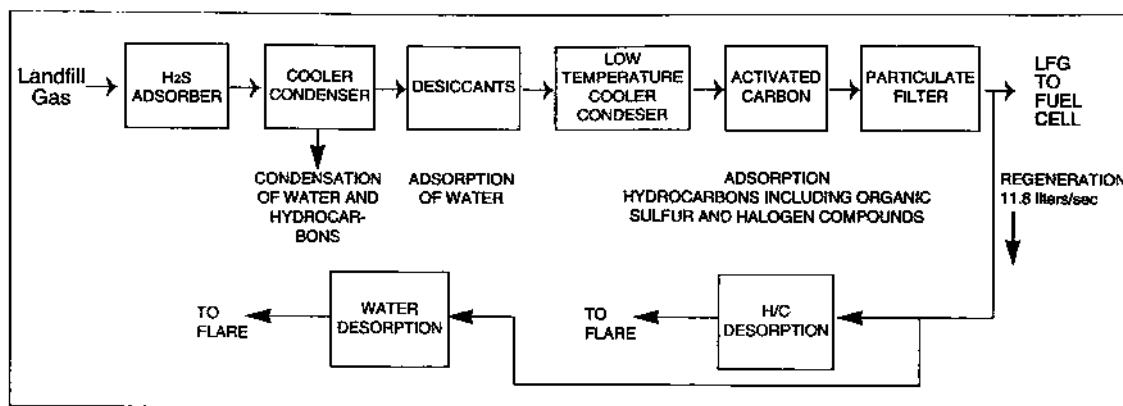 Landfill
Gas
H2S
ADSORBER
COOLER
CONDENSER
DESICCANTS
LOW
TEMPERATURE
COOLER
CONDESER
ACTIVATED
CARBON
PARTICULATE
FILTER
LFG
TO
FUEL
CELL
CONDENSATION
OF WATER AND
HYDROCAR-
BONS
ADSORPTION
OF WATER
ADSORPTION
HYDROCARBONS INCLUDING ORGANIC
SULFUR AND HALOGEN COMPOUNDS
REGENERATION
11.8 liters/sec
TO
FLARE
WATER
DESORPTION
TO
FLARE
H/C
DESORPTION